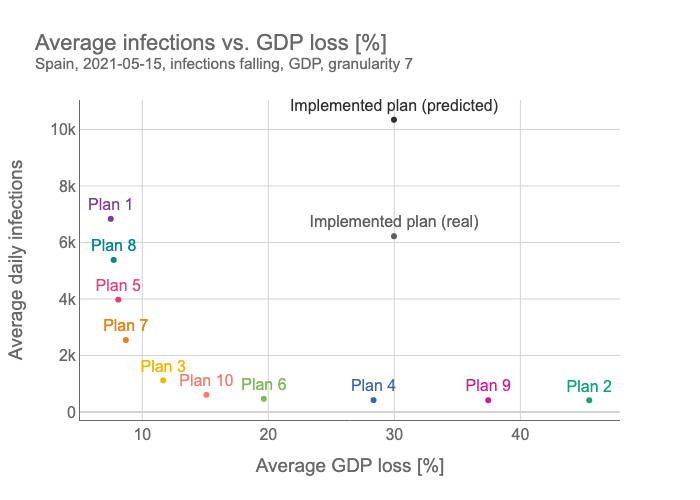 Average infections vs. GDP loss [%]
Spain, 2021-05-15, infections falling, GDP, granularity 7
Implemented plan (predicted)
10k
Plan 1
8k
Implemented plan (real)
Plan 8
6k
Plan 5
4k
Plan 7
2k
Plan 3
Plan 10
Plan 6
Plan 4
Plan 9
Plan 2
0
10
20
30
40
Average GDP loss [%]
Average daily infections